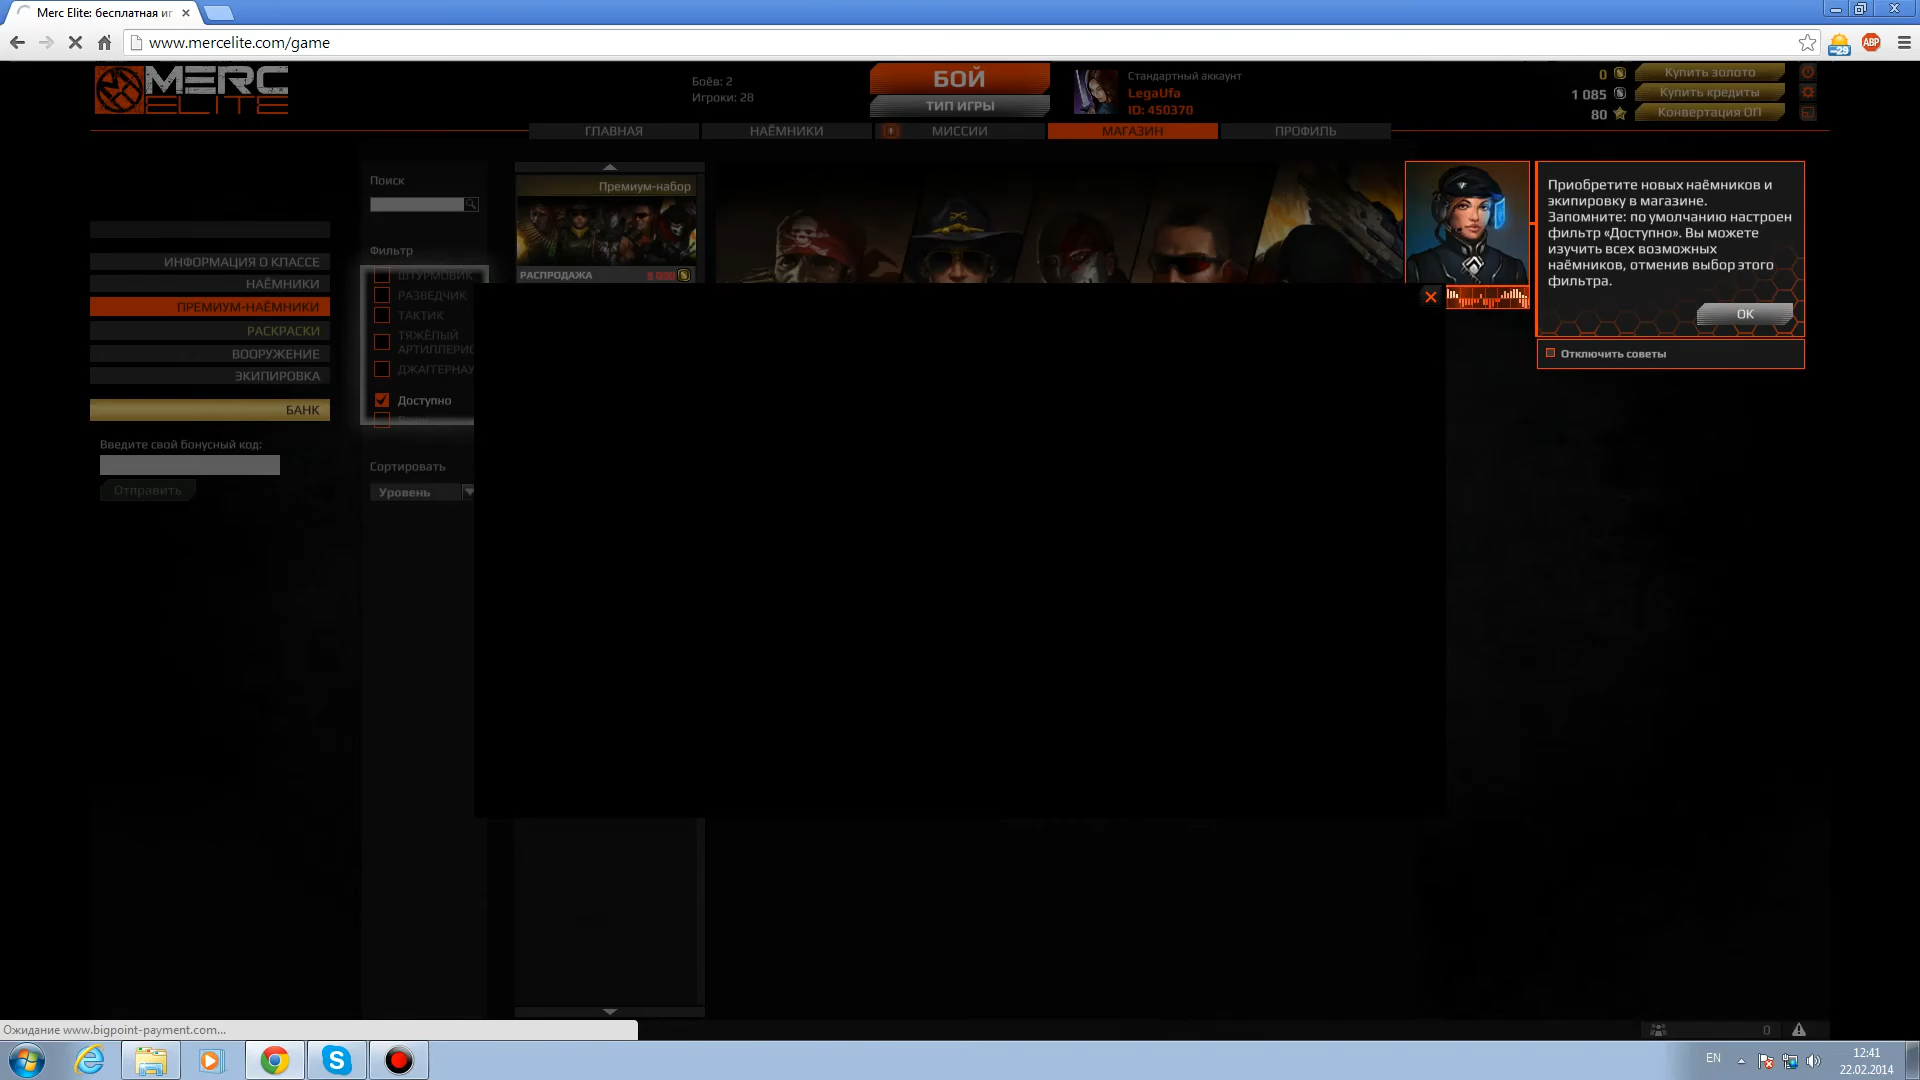 Merc Elite: бесплатная иг
www.mercelite.com/game
-29
ABP
MERC
ELITE
Боёв: 2
Игроки: 28
БОЙ
ТИП ИГРЫ
Стандартный аккаунт
LegaUfa
ID: 450370
0
Купить золото
1 085
Купить кредиты
80
Конвертация ОП
ГЛАВНАЯ
НАЁМНИКИ
МИССИИ
МАГАЗИН
ПРОФИЛЬ
ИНФОРМАЦИЯ О КЛАССЕ
НАЁМНИКИ
ПРЕМИУМ-НАЁМНИКИ
РАСКРАСКИ
ВООРУЖЕНИЕ
ЭКИПИРОВКА
БАНК
Введите свой бонусный код:
Отправить
Поиск
Фильтр
ШТУРМОВИК
РАЗВЕДЧИК
ТАКТИК
ТЯЖЁЛЫЙ
АРТИЛЛЕРИС
ДЖАГГЕРНАУ
Доступно
Сортировать
Уровень
Премиум-набор
РАСПРОДАЖА
Приобретите новых наёмников и
экипировку в магазине.
Запомните: по умолчанию настроен
фильтр «Доступно». Вы можете
изучить всех возможных
наёмников, отменив выбор этого
фильтра.
ОК
Отключить советы
0
Ожидание www.bigpoint-payment.com...
EN
12:41
22.02.2014